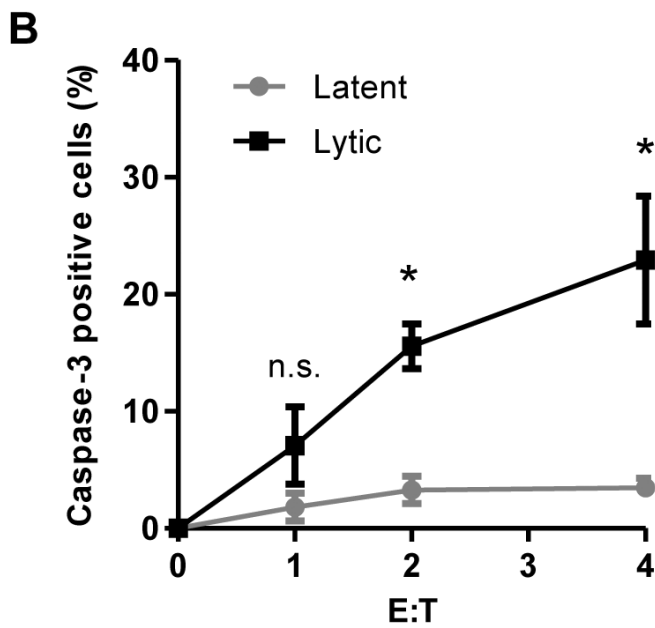 B
Caspase-3 positive cells (%)
40
30
20
10
0
Latent
Lytic
n.s.
*
*
0 1 2 3 4
E:T